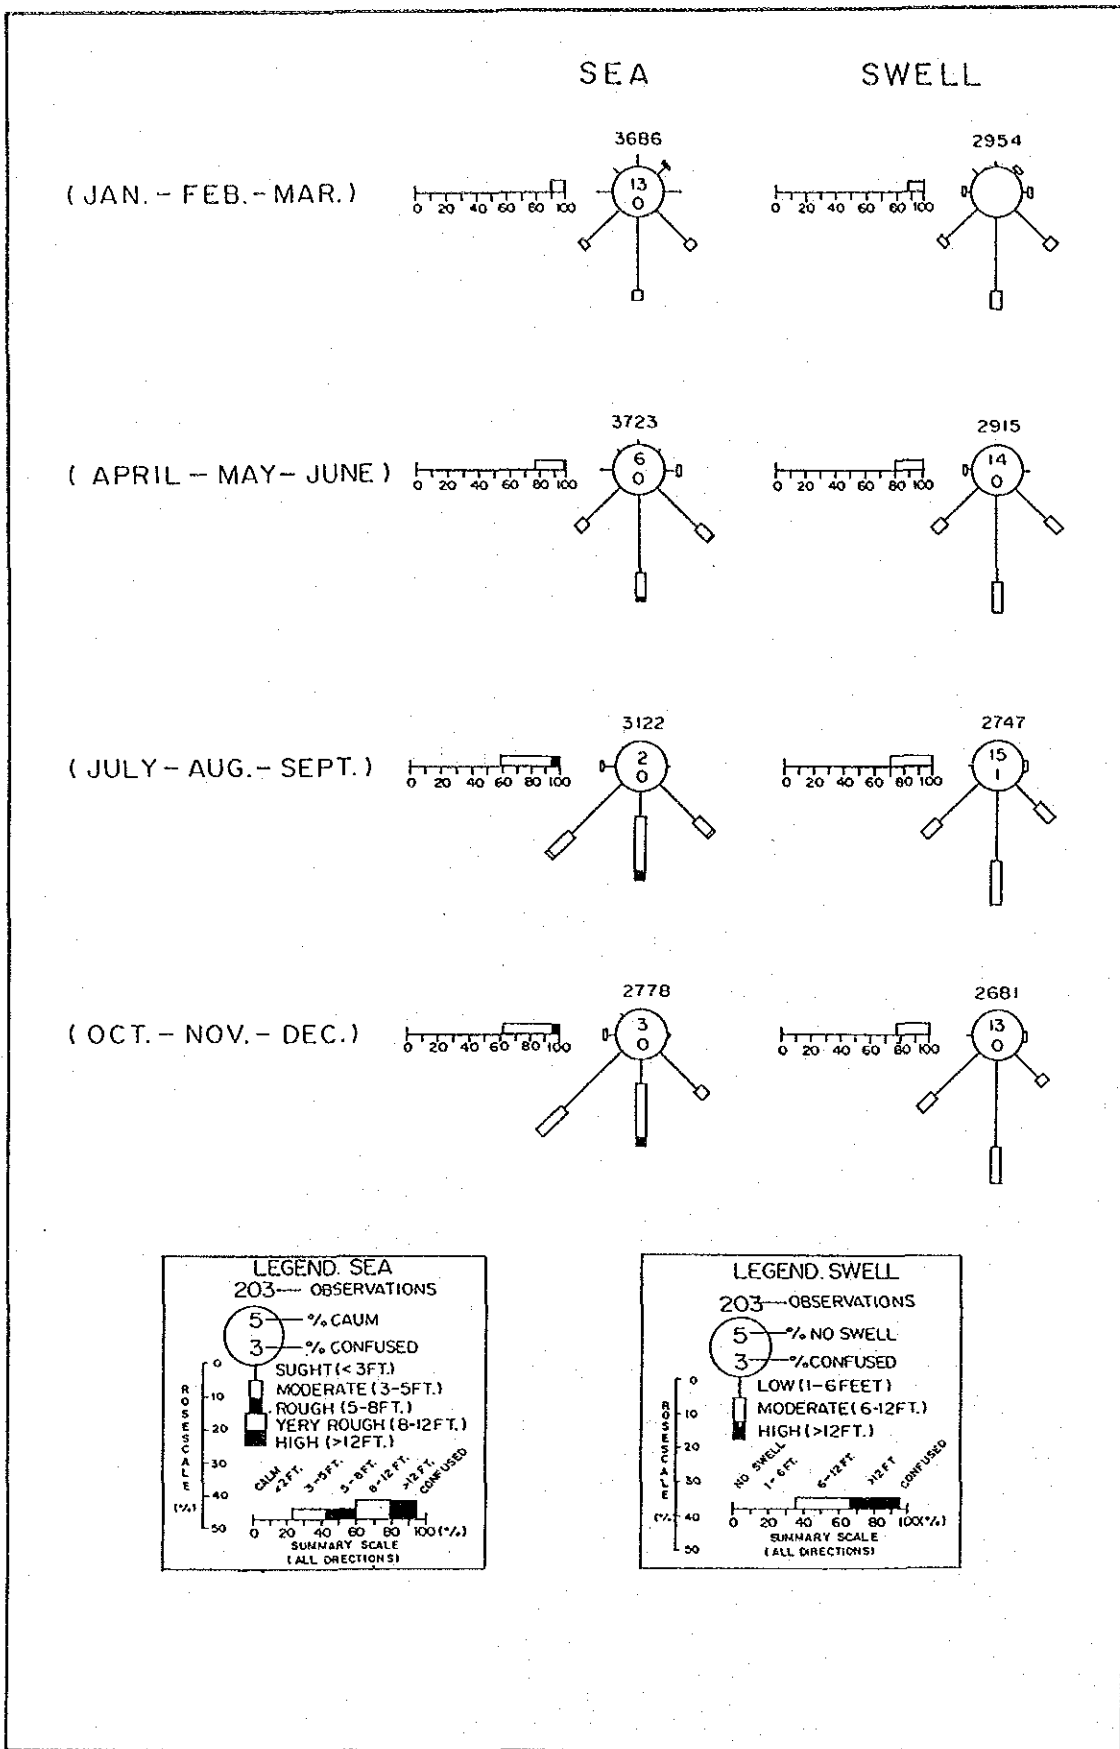 SEA SWELL
3686 2954
(JAN.-FEB.-MAR.)
13
0
0 20 40 60 80 100
0 20 40 60 80 100
3723 2915
(APRIL-MAY-JUNE)
6 14
0 0
0 20 40 60 80 100
0 20 40 60 80 100
3122 2747
(JULY-AUG.-SEPT.)
2 15
0 1
0 20 40 60 80 100
0 20 40 60 80 100
2778 2681
(OCT.-NOV.-DEC.)
3 13
0 0
0 20 40 60 80 100
0 20 40 60 80 100
LEGEND. SEA
203--- OBSERVATIONS
5 — % CAUM
3 — % CONFUSED
SUGHT (< 3FT.)
MODERATE (3-5FT.)
ROUGH (5-8FT.)
YERY ROUGH (8-12FT.)
HIGH (>12FT.)
ROSESCALE (%)
0
10
20
30
40
50
CALM
<2FT.
3-5FT.
5-8FT.
8-12FT.
>12FT.
CONFUSED
0 20 40 60 80 100(%)
SUMMARY SCALE
(ALL DIRECTIONS)
LEGEND. SWELL
203---OBSERVATIONS
5 —% NO SWELL
3 —%CONFUSED
LOW (1-6FEET)
MODERATE (6-12FT.)
HIGH (>12FT.)
ROSESCALE %
0
10
20
30
40
50
NO SWELL
1-6FT.
6-12FT.
>12FT
CONFUSED
0 20 40 60 80 100(%)
SUMMARY SCALE
(ALL DIRECTIONS)